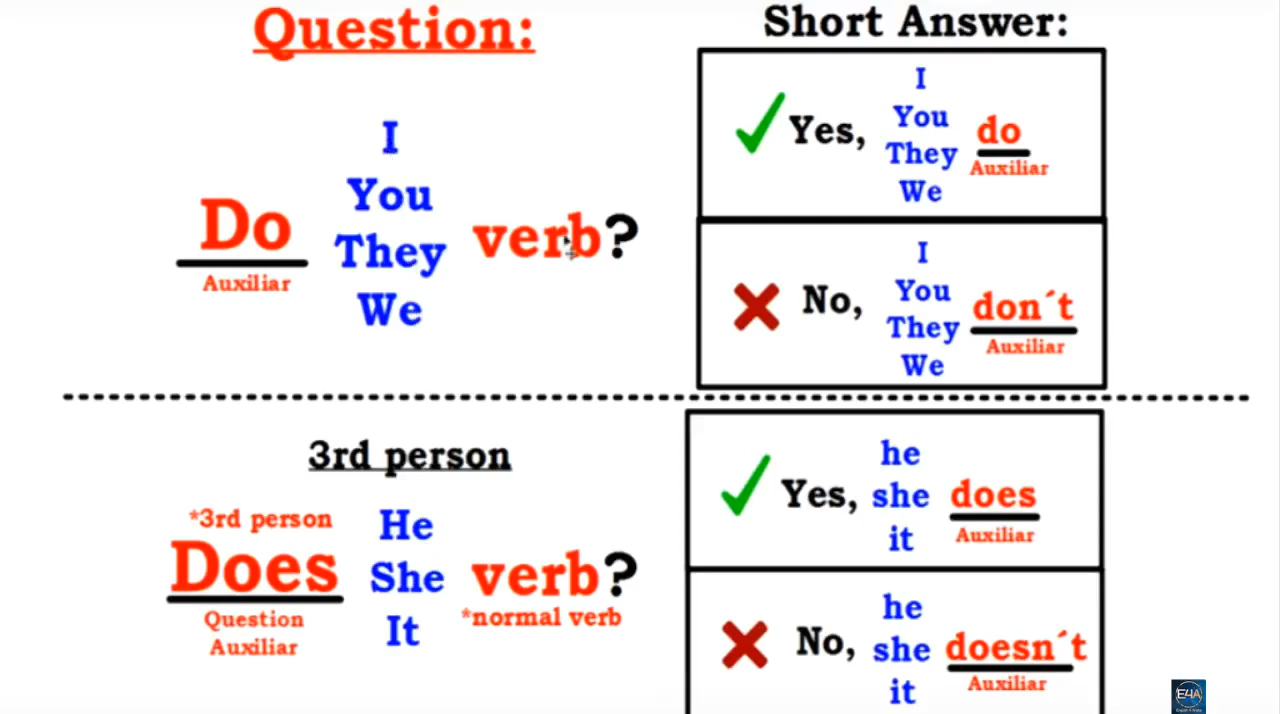 Question:
Do
Auxiliar
I
You
They
We
verb?
Short Answer:
Yes,
I
You
They
We
do
Auxiliar
No,
I
You
They
We
don´t
Auxiliar
3rd person
*3rd person
Does
Question
Auxiliar
He
She
It
verb?
*normal verb
Yes,
he
she
it
does
Auxiliar
No,
he
she
it
doesn´t
Auxiliar
E4A